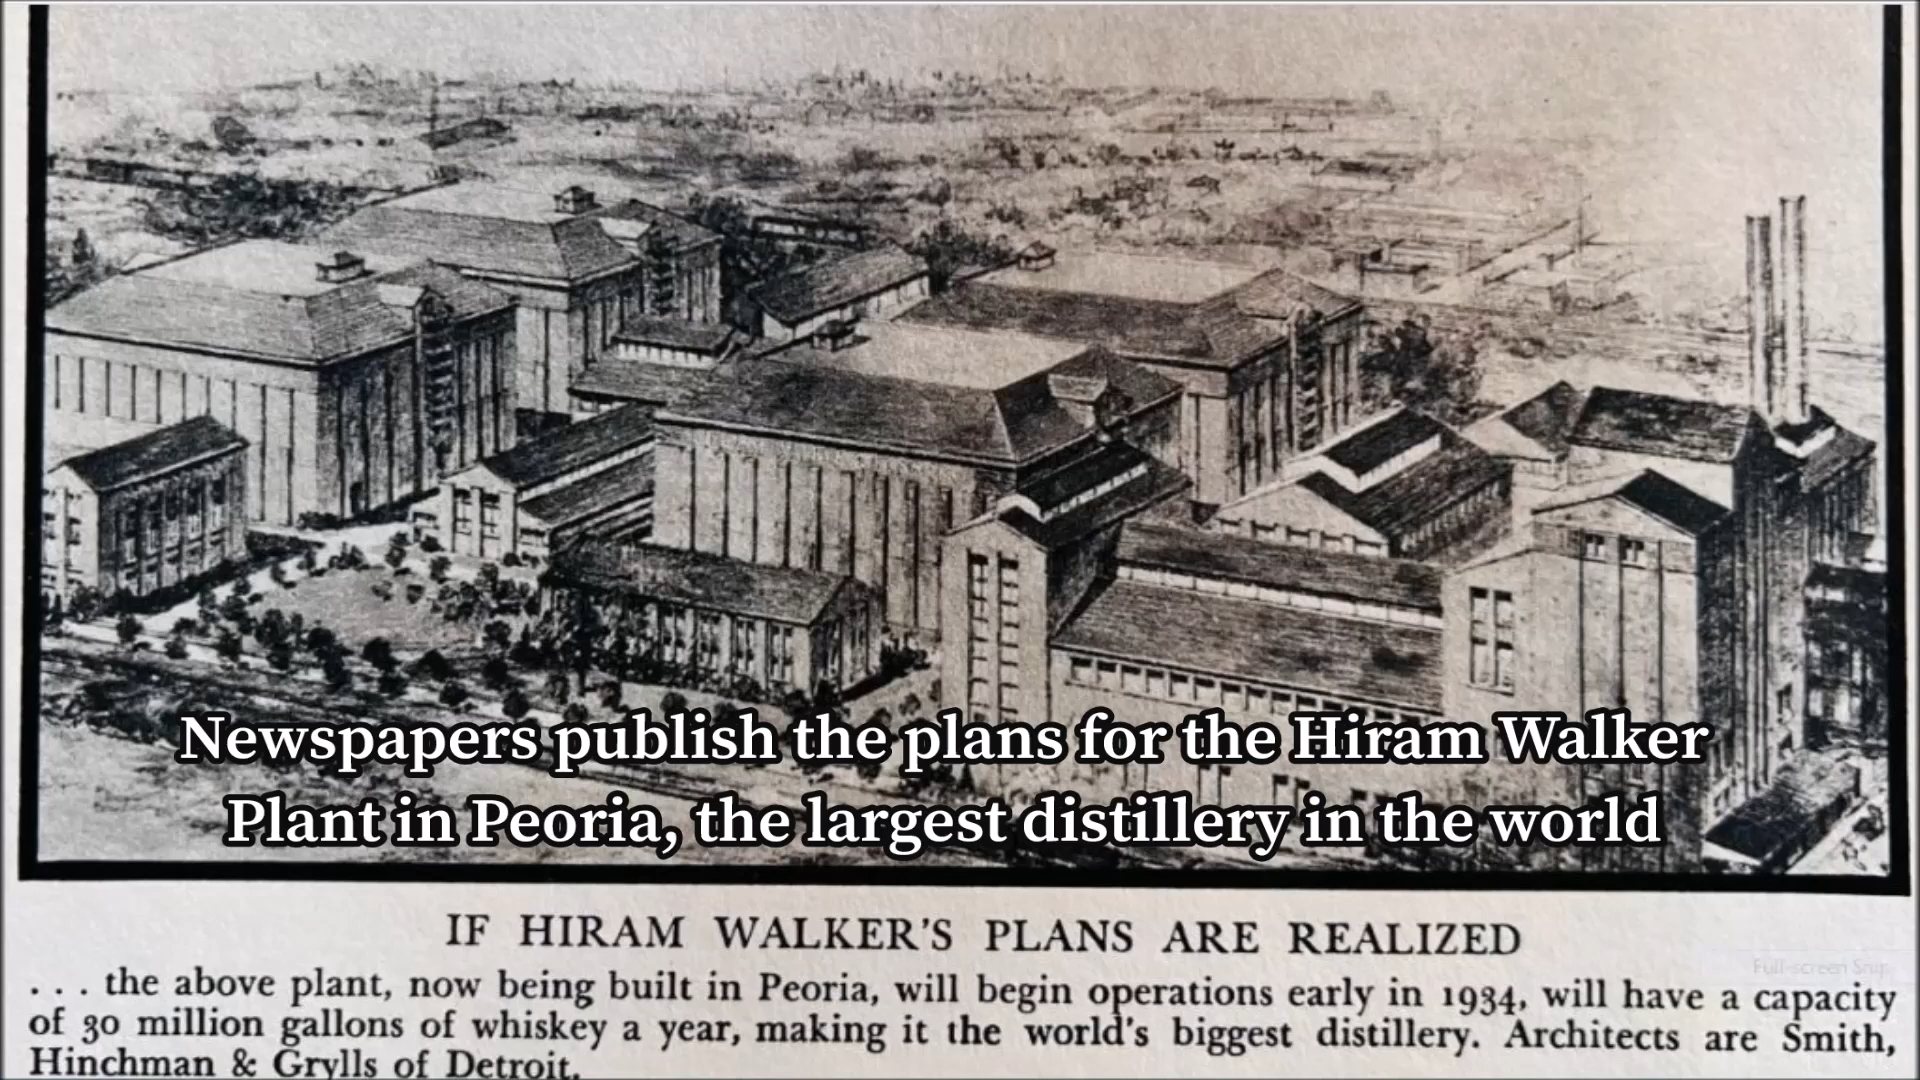 Newspapers publish the plans for the Hiram Walker
Plant in Peoria, the largest distillery in the world
IF HIRAM WALKER'S PLANS ARE REALIZED
. . . the above plant, now being built in Peoria, will begin operations early in 1934, will have a capacity
of 30 million gallons of whiskey a year, making it the world's biggest distillery. Architects are Smith,
Hinchman & Grylls of Detroit.
Full-screen Snip